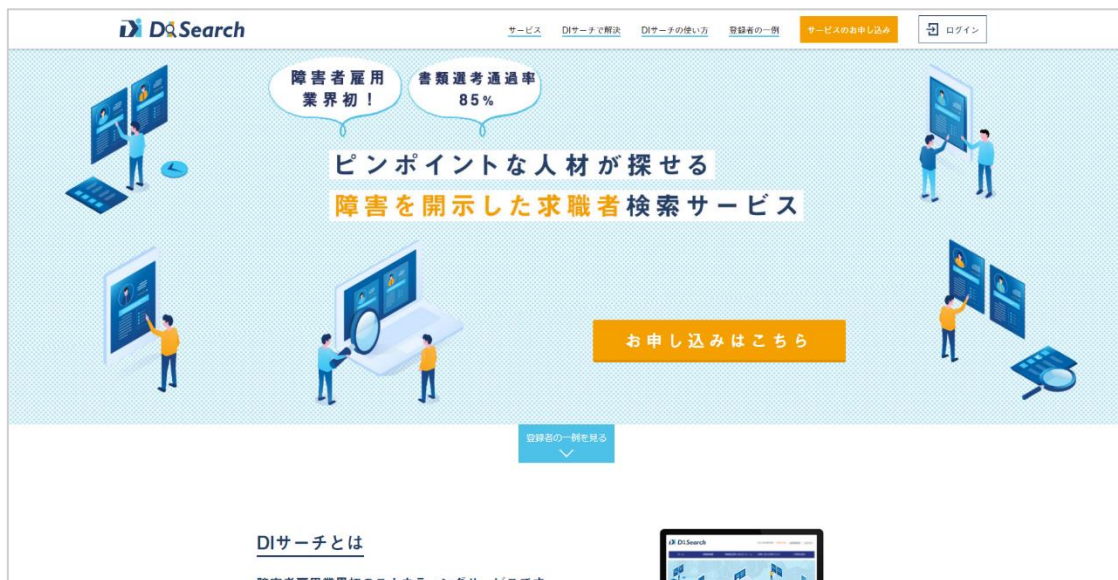 Di Search
サービス
DIサーチで解決
DIサーチの使い方
登録者の一例
サービスのお申し込み
ログイン
障害者雇用
業界初！
書類選考通過率
85%
ピンポイントな人材が探せる
障害を開示した求職者検索サービス
お申し込みはこちら
登録者の一例を見る
DIサーチとは
Di Search